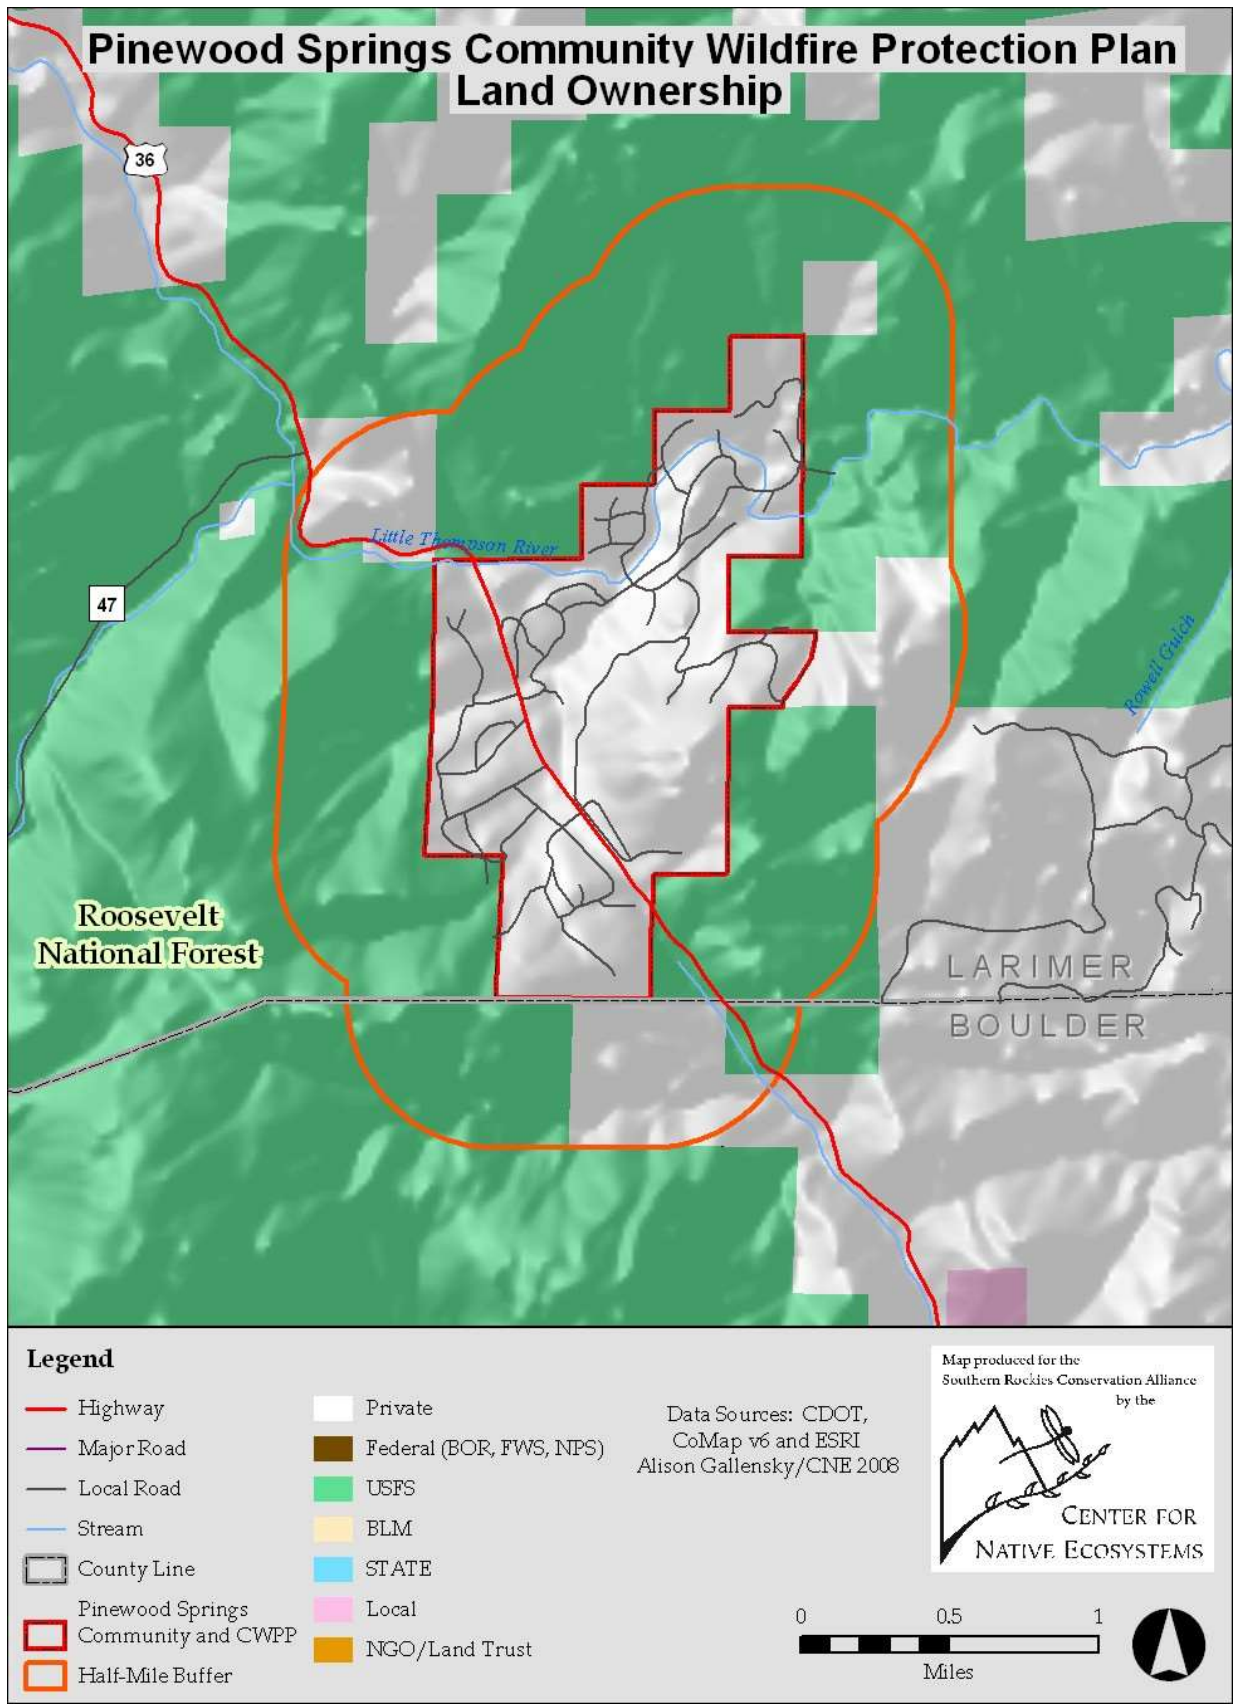 Pinewood Springs Community Wildfire Protection Plan
Land Ownership
36
Little Thompson River
47
Rowell Gulch
Roosevelt
National Forest
LARIMER
BOULDER
Legend
Highway
Major Road
Local Road
Stream
County Line
Pinewood Springs
Community and CWPP
Half-Mile Buffer
Private
Federal (BOR, FWS, NPS)
USFS
BLM
STATE
Local
NGO/Land Trust
Data Sources: CDOT,
CoMap v6 and ESRI
Alison Gallensky/CNE 2008
Map produced for the
Southern Rockies Conservation Alliance
by the
CENTER FOR
NATIVE ECOSYSTEMS
0 0.5 1
Miles